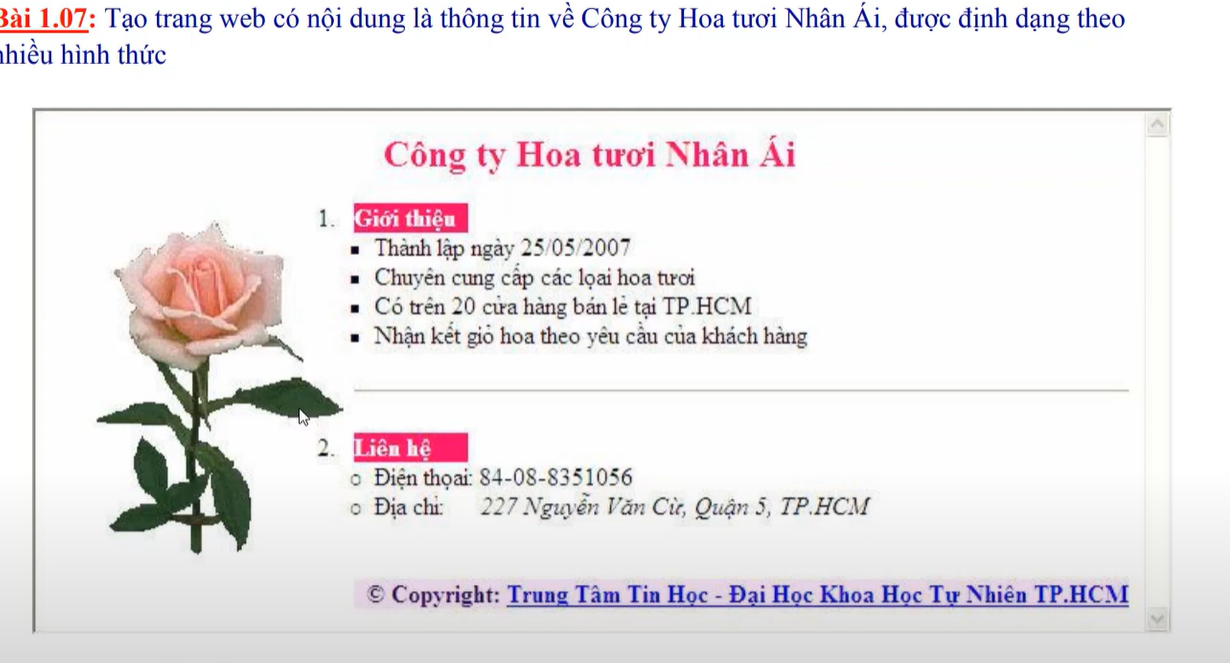 Bài 1.07: Tạo trang web có nội dung là thông tin về Công ty Hoa tươi Nhân Ái, được định dạng theo
nhiều hình thức
Công ty Hoa tươi Nhân Ái
1. Giới thiệu
▪ Thành lập ngày 25/05/2007
▪ Chuyên cung cấp các lọai hoa tươi
▪ Có trên 20 cửa hàng bán lẻ tại TP.HCM
▪ Nhận kết giỏ hoa theo yêu cầu của khách hàng
2. Liên hệ
○ Điện thọai: 84-08-8351056
○ Địa chỉ: 227 Nguyễn Văn Cừ, Quận 5, TP.HCM
© Copyright: Trung Tâm Tin Học - Đại Học Khoa Học Tự Nhiên TP.HCM